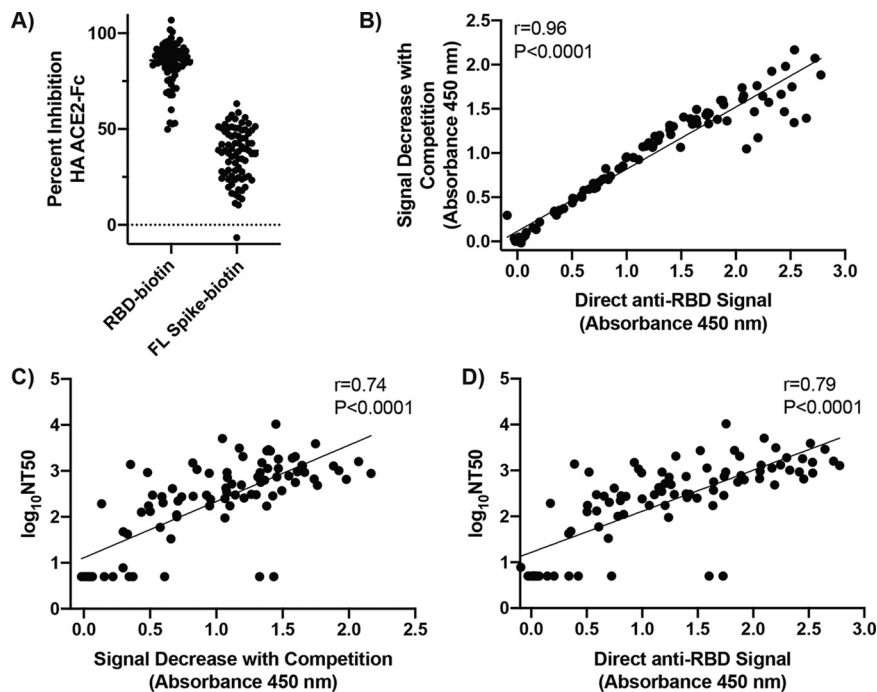 A)
100
50
0
Percent Inhibition
HA ACE2-Fc
RBD-biotin
FL Spike-biotin
B)
r=0.96
P<0.0001
2.5
2.0
1.5
1.0
0.5
0.0
Signal Decrease with
Competition
(Absorbance 450 nm)
0.0 0.5 1.0 1.5 2.0 2.5 3.0
Direct anti-RBD Signal
(Absorbance 450 nm)
C)
r=0.74
P<0.0001
5
4
3
2
1
0
log10NT50
0.0 0.5 1.0 1.5 2.0 2.5
Signal Decrease with Competition
(Absorbance 450 nm)
D)
r=0.79
P<0.0001
5
4
3
2
1
0
log10NT50
0.0 0.5 1.0 1.5 2.0 2.5 3.0
Direct anti-RBD Signal
(Absorbance 450 nm)